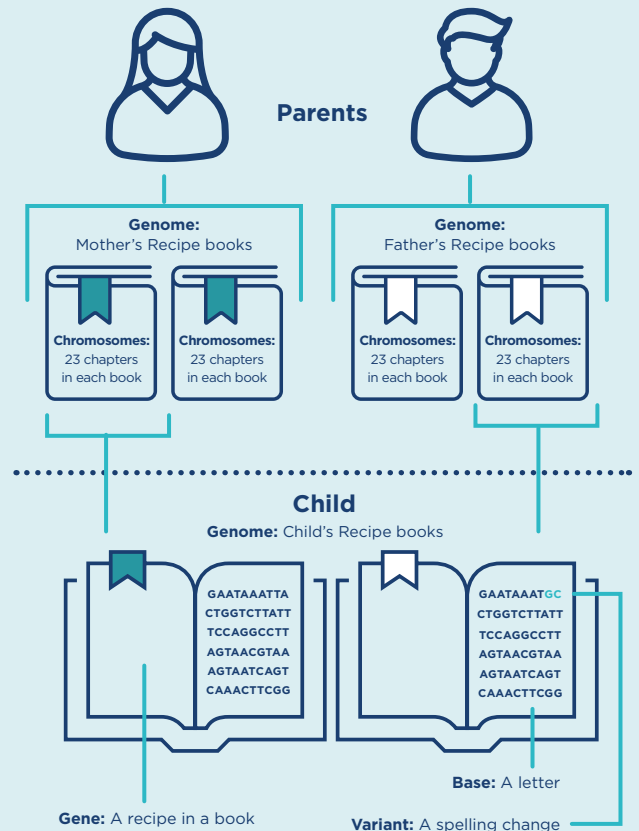 Parents
Genome:
Mother's Recipe books
Genome:
Father's Recipe books
Chromosomes:
23 chapters
in each book
Chromosomes:
23 chapters
in each book
Chromosomes:
23 chapters
in each book
Chromosomes:
23 chapters
in each book
Child
Genome: Child's Recipe books
GAATAAATTA
CTGGTCTTATT
TCCAGGCCTT
AGTAACGTAA
AGTAATCAGT
CAAACTTCGG
GAATAAATGC
CTGGTCTTATT
TCCAGGCCTT
AGTAACGTAA
AGTAATCAGT
CAAACTTCGG
Base: A letter
Gene: A recipe in a book
Variant: A spelling change